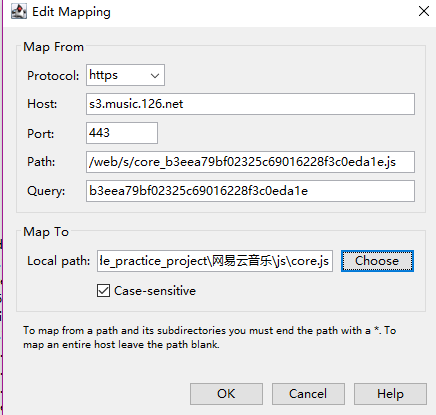 Edit Mapping
Map From
Protocol: https
Host: s3.music.126.net
Port: 443
Path: /web/s/core_b3eea79bf02325c69016228f3c0eda1e.js
Query: b3eea79bf02325c69016228f3c0eda1e
Map To
Local path: le_practice_project\网易云音乐\js\core.js Choose
Case-sensitive
To map from a path and its subdirectories you must end the path with a *. To
map an entire host leave the path blank.
OK Cancel Help